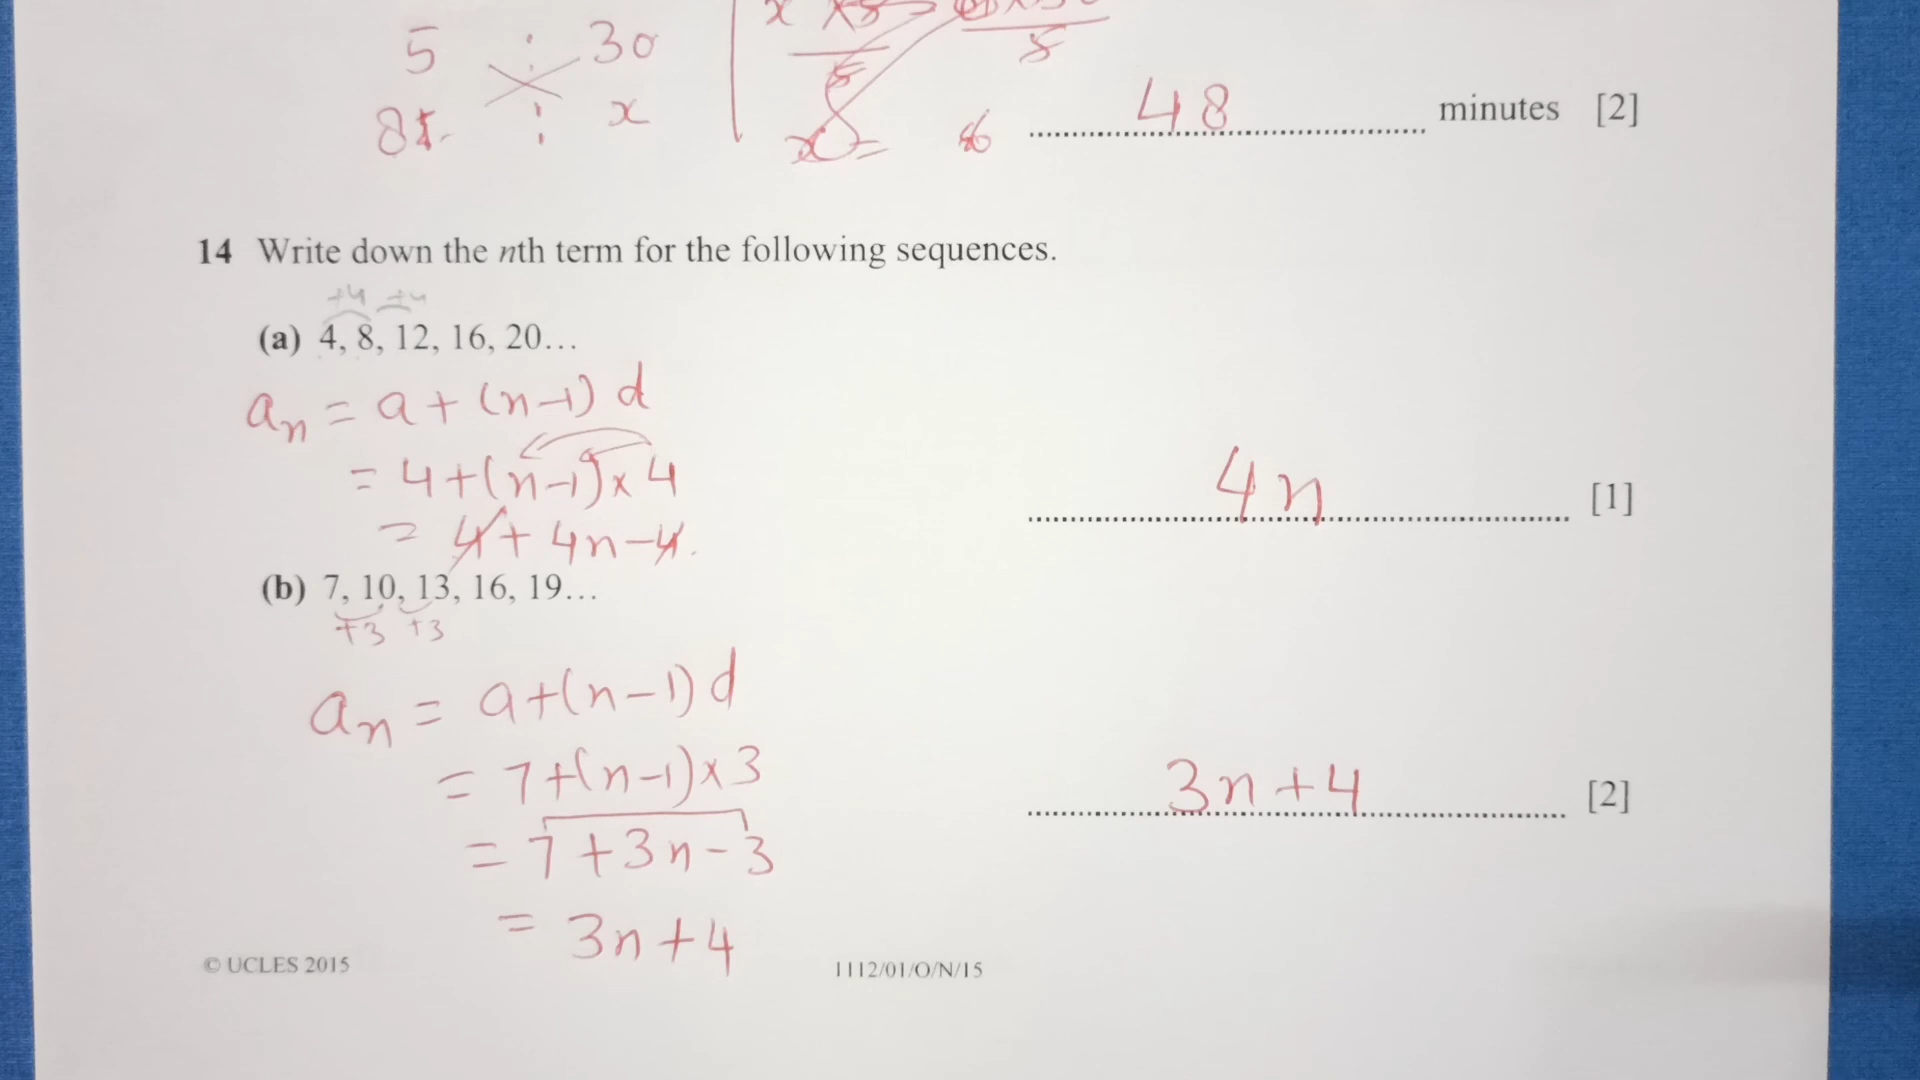 5 : 30
8 : x
x = 48 minutes [2]
14 Write down the nth term for the following sequences.
+4 +4
(a) 4, 8, 12, 16, 20…
an = a + (n-1) d
= 4 + (n-1) × 4
= 4 + 4n - 4.
4n [1]
(b) 7, 10, 13, 16, 19…
+3 +3
an = a + (n-1) d
= 7 + (n-1) × 3
= 7 + 3n - 3
3n + 4 [2]
= 3n + 4
© UCLES 2015 1112/01/O/N/15